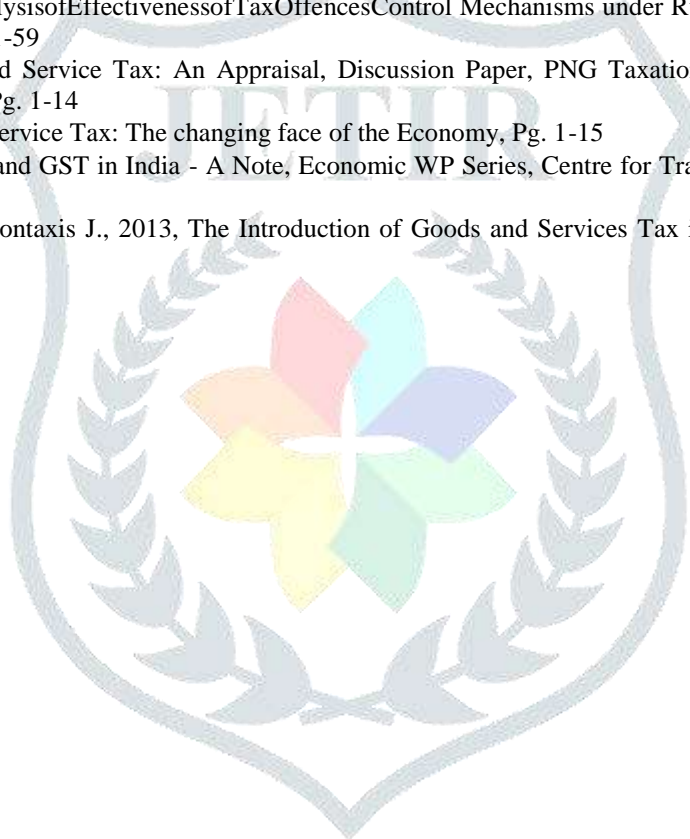 lysisofEffectivenessofTaxOffencesControl Mechanisms under R
-59
d Service Tax: An Appraisal, Discussion Paper, PNG Taxatio
g. 1-14
ervice Tax: The changing face of the Economy, Pg. 1-15
and GST in India - A Note, Economic WP Series, Centre for Tra
ontaxis J., 2013, The Introduction of Goods and Services Tax i
JETIR